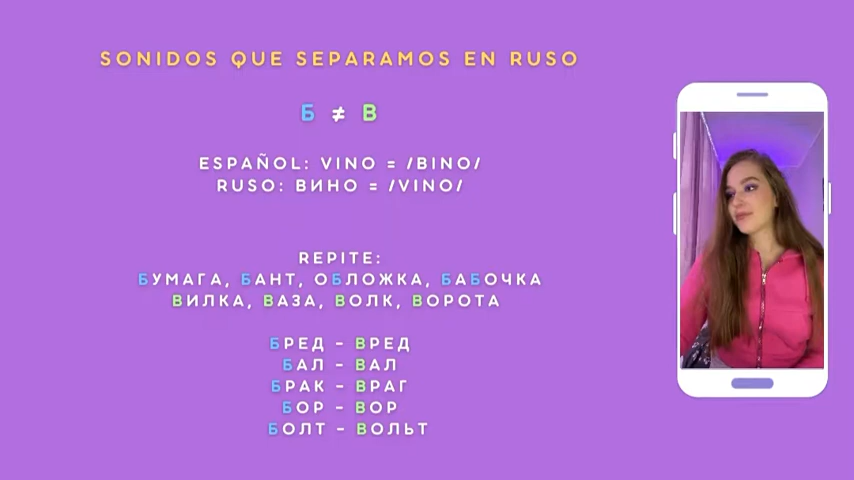 SONIDOS QUE SEPARAMOS EN RUSO
Б ≠ В
ESPAÑOL: VINO = /BINO/
RUSO: ВИНО = /VINO/
REPITE:
БУМАГА, БАНТ, ОБЛОЖКА, БАБОЧКА
ВИЛКА, ВАЗА, ВОЛК, ВОРОТА
БРЕД – ВРЕД
БАЛ – ВАЛ
БРАК – ВРАГ
БОР – ВОР
БОЛТ – ВОЛЬТ